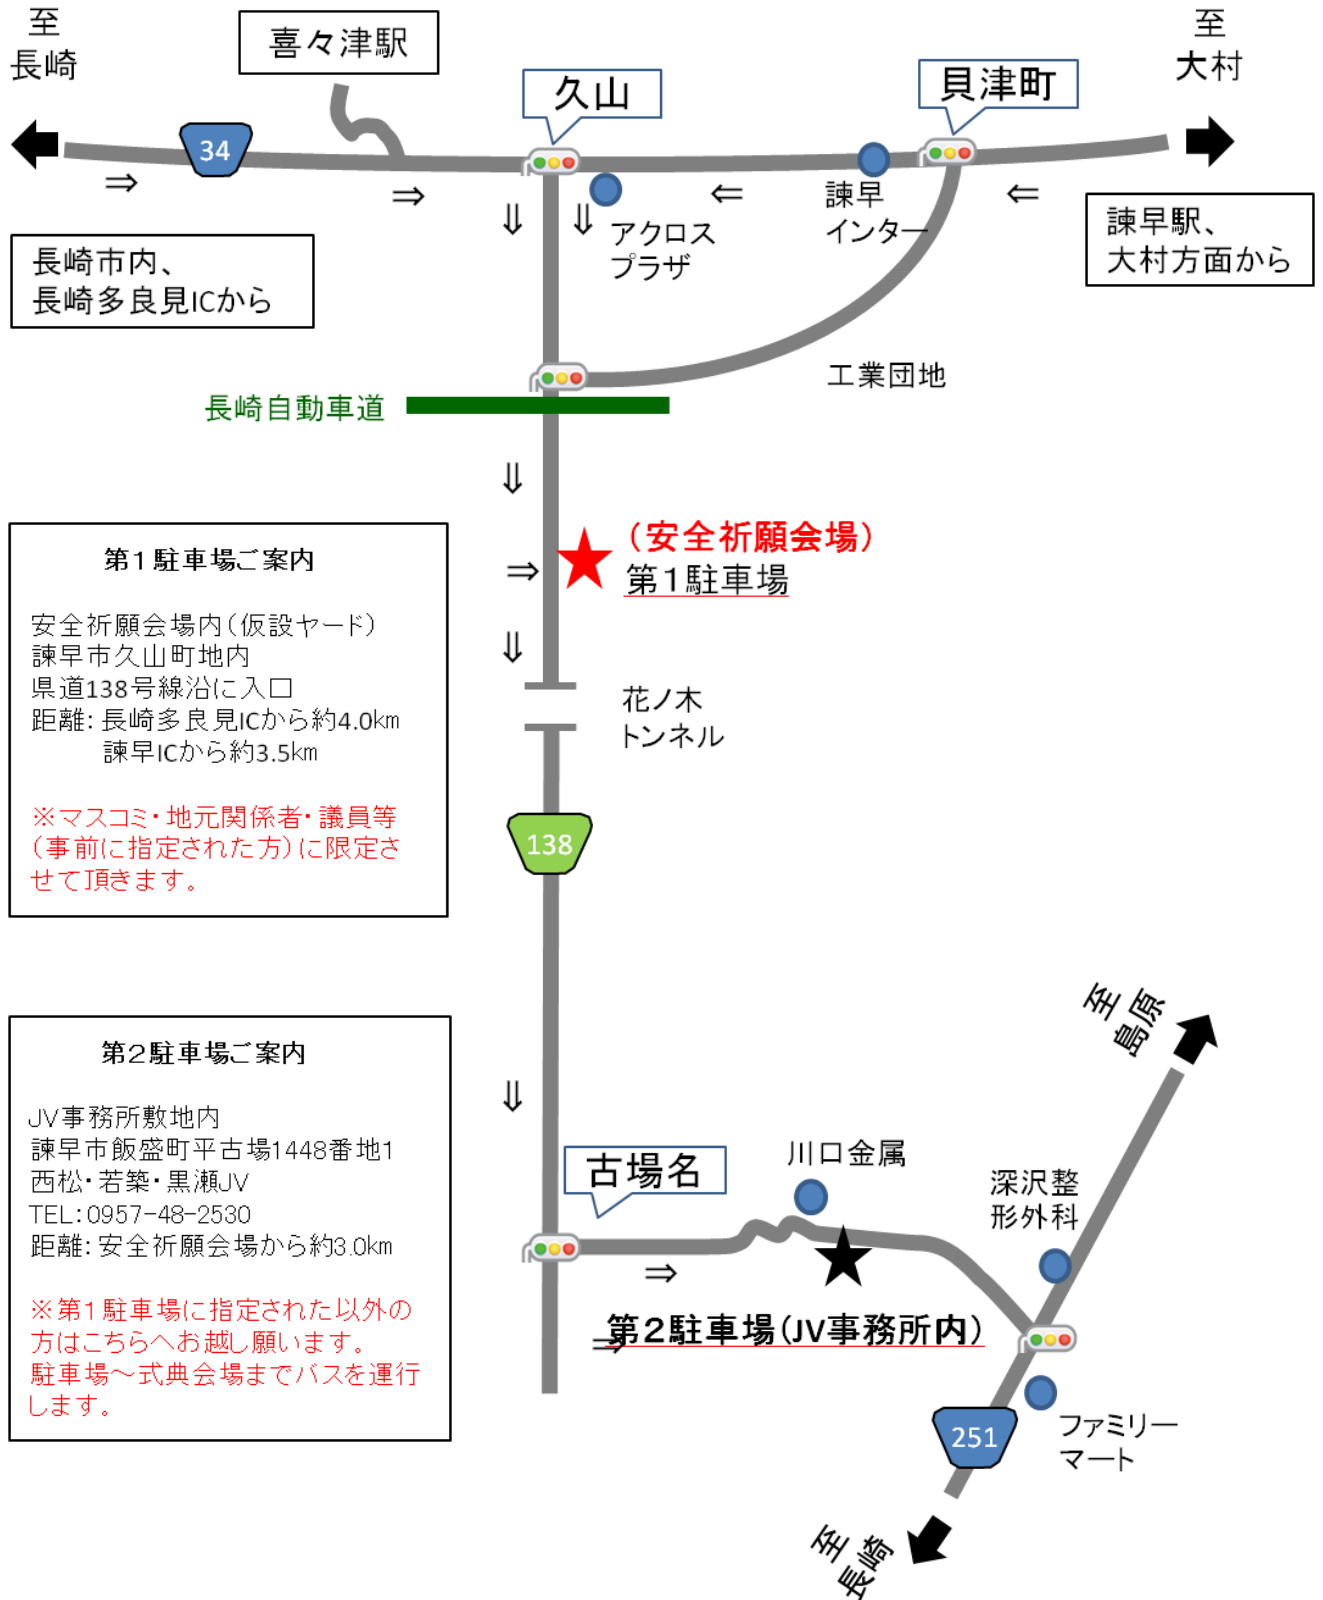 至
長崎
喜々津駅
久山
貝津町
至
大村
34
アクロス
プラザ
諫早
インター
長崎市内、
長崎多良見ICから
諫早駅、
大村方面から
工業団地
長崎自動車道
(安全祈願会場)
第1駐車場
第1駐車場ご案内
安全祈願会場内(仮設ヤード)
諫早市久山町地内
県道138号線沿に入口
距離:長崎多良見ICから約4.0km
諫早ICから約3.5km
※マスコミ・地元関係者・議員等
(事前に指定された方)に限定さ
せて頂きます。
花ノ木
トンネル
138
第2駐車場ご案内
JV事務所敷地内
諫早市飯盛町平古場1448番地1
西松・若築・黒瀬JV
TEL:0957-48-2530
距離:安全祈願会場から約3.0km
※第1駐車場に指定された以外の
方はこちらへお越し願います。
駐車場~式典会場までバスを運行
します。
至
島原
古場名
川口金属
深沢整
形外科
第2駐車場(JV事務所内)
251
ファミリー
マート
至
長崎